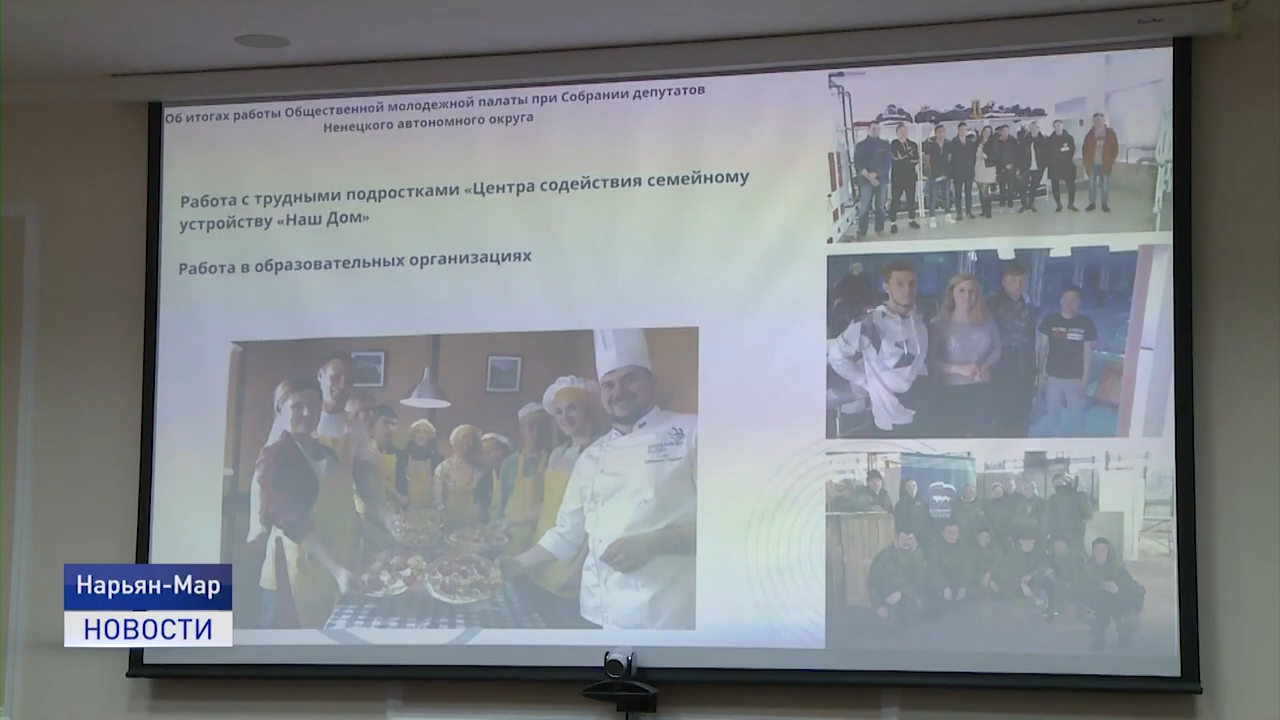 Об итогах работы Общественной молодежной палаты при Собрании депутатов
Ненецкого автономного округа
Работа с трудными подростками «Центра содействия семейному
устройству «Наш Дом»
Работа в образовательных организациях
Нарьян-Мар
НОВОСТИ